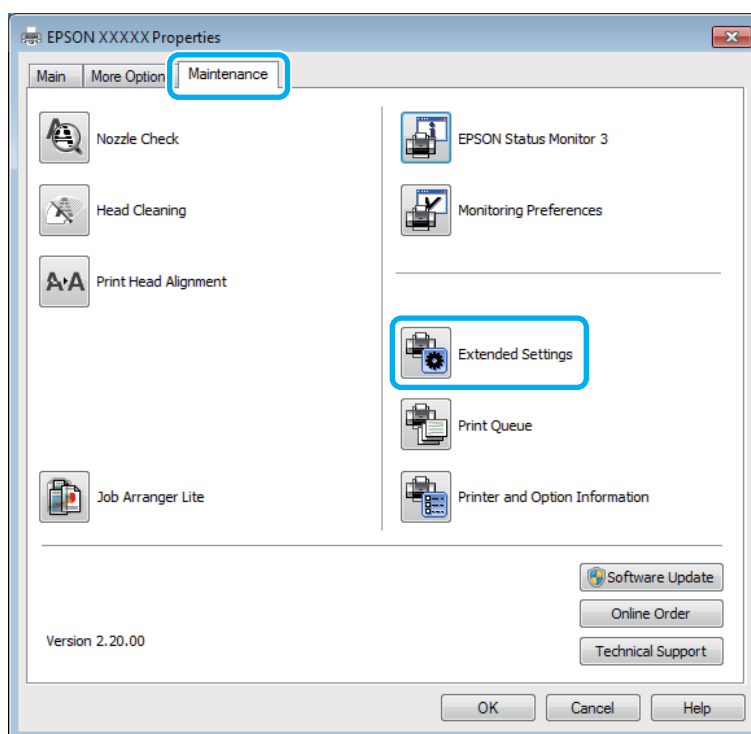 EPSON XXXXX Properties
Main
More Option
Maintenance
Nozzle Check
EPSON Status Monitor 3
Head Cleaning
Monitoring Preferences
A A
Print Head Alignment
Extended Settings
Print Queue
Job Arranger Lite
Printer and Option Information
Software Update
Online Order
Version 2.20.00
Technical Support
OK
Cancel
Help